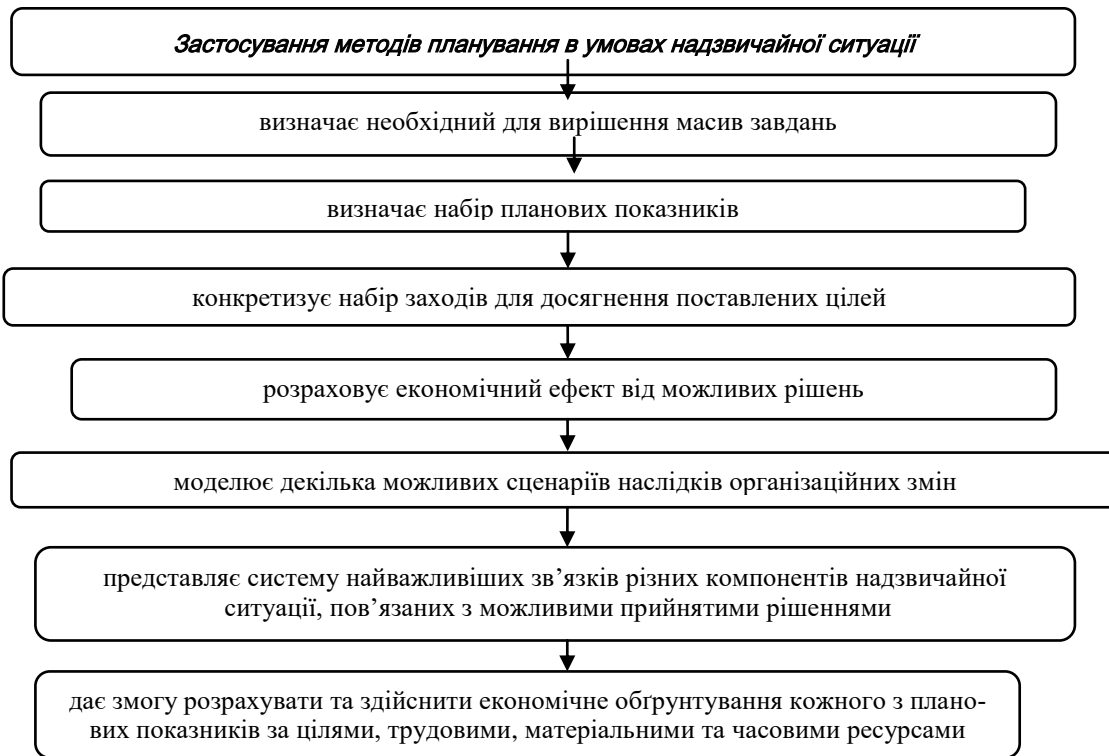 Застосування методів планування в умовах надзвичайної ситуації
визначає необхідний для вирішення масив завдань
визначає набір планових показників
конкретизує набір заходів для досягнення поставлених цілей
розраховує економічний ефект від можливих рішень
моделює декілька можливих сценаріїв наслідків організаційних змін
представляє систему найважливіших зв’язків різних компонентів надзвичайної
ситуації, пов’язаних з можливими прийнятими рішеннями
дає змогу розрахувати та здійснити економічне обґрунтування кожного з плано-
вих показників за цілями, трудовими, матеріальними та часовими ресурсами